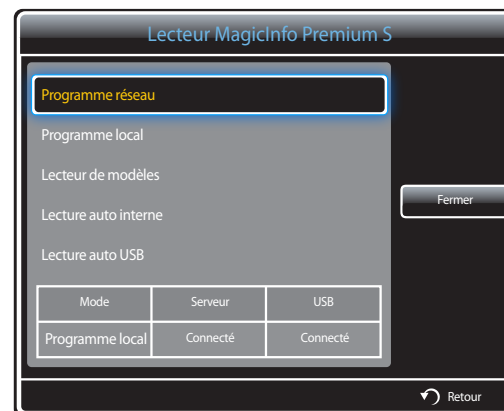 Lecteur MagicInfo Premium S
Programme réseau
Programme local
Lecteur de modèles
Lecture auto interne
Lecture auto USB
Fermer
Mode Serveur USB
Programme local Connecté Connecté
Retour